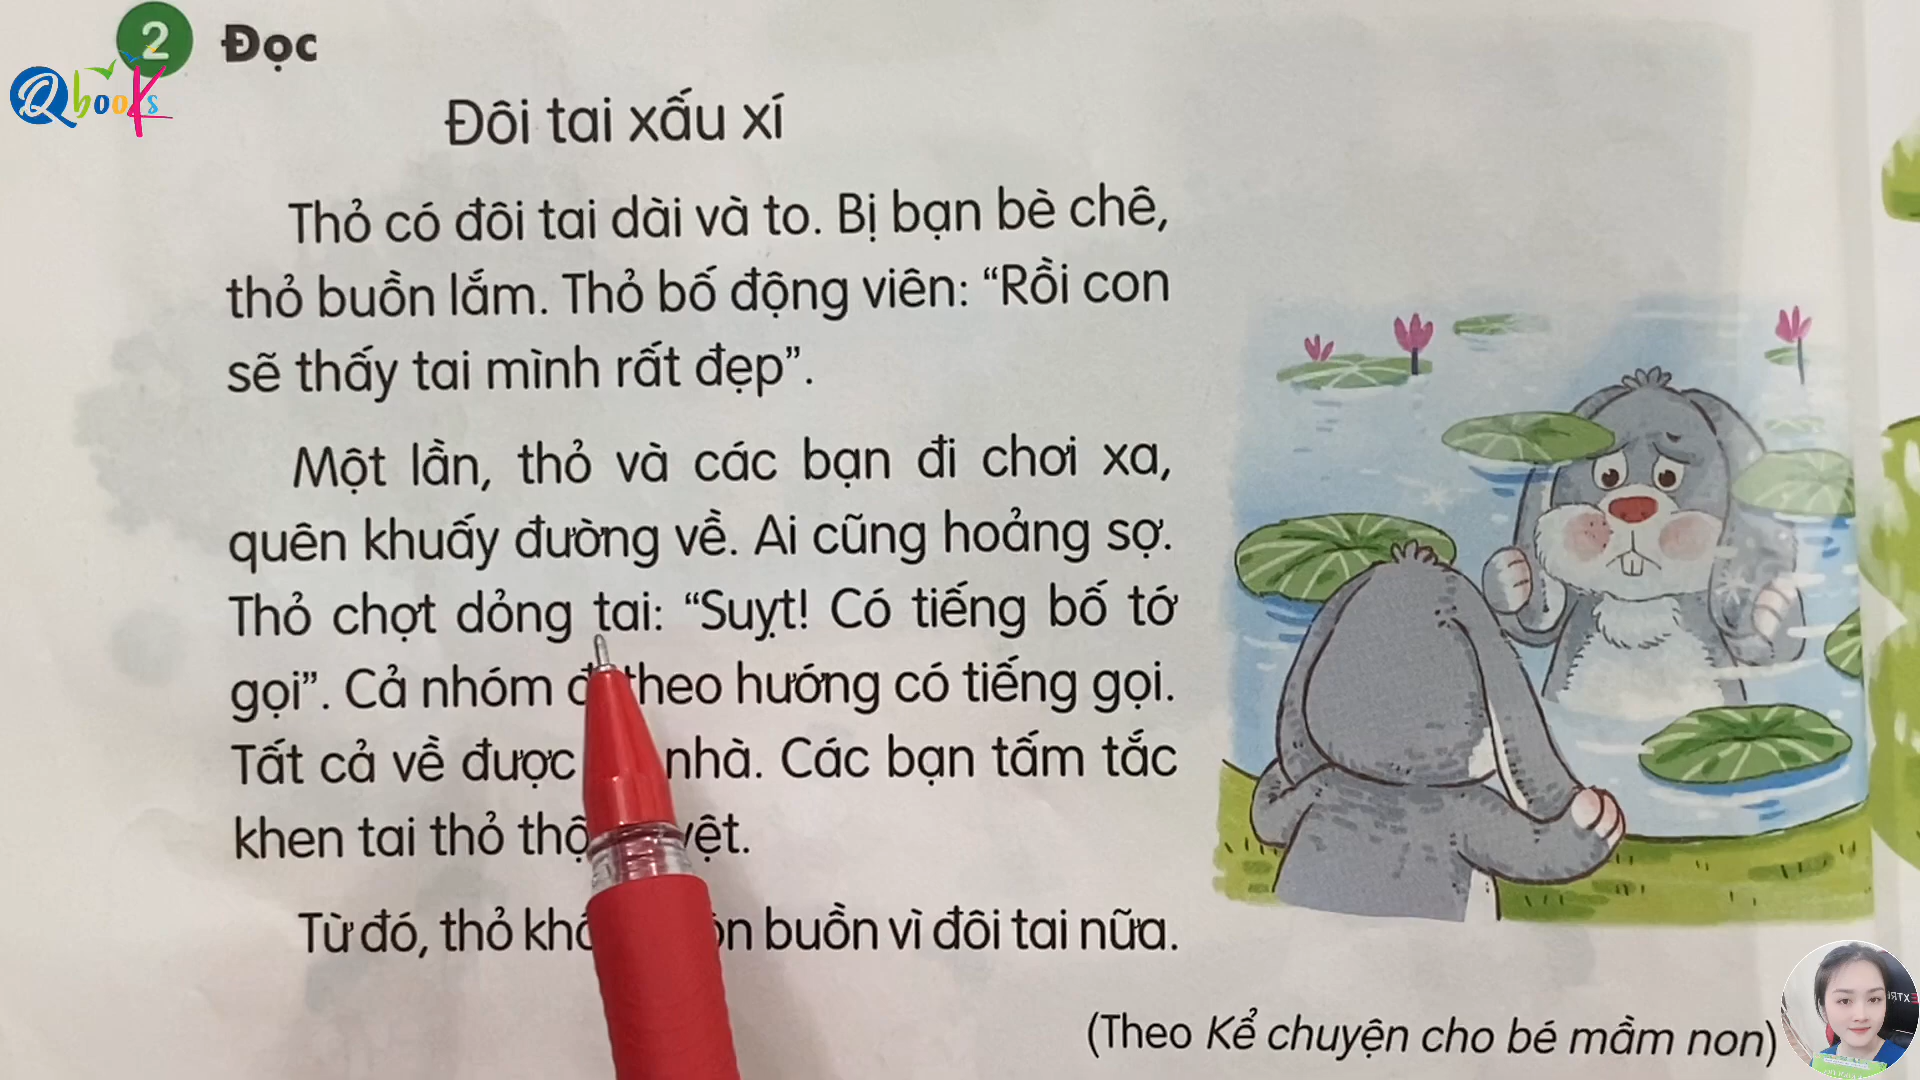 2 Đọc
Qbooks
Đôi tai xấu xí
Thỏ có đôi tai dài và to. Bị bạn bè chê,
thỏ buồn lắm. Thỏ bố động viên: “Rồi con
sẽ thấy tai mình rất đẹp”.
Một lần, thỏ và các bạn đi chơi xa,
quên khuấy đường về. Ai cũng hoảng sợ.
Thỏ chợt dỏng tai: “Suỵt! Có tiếng bố tớ
gọi”. Cả nhóm theo hướng có tiếng gọi.
Tất cả về được nhà. Các bạn tấm tắc
khen tai thỏ
Từ đó, thỏ buồn vì đôi tai nữa.
(Theo Kể chuyện cho bé mầm non)